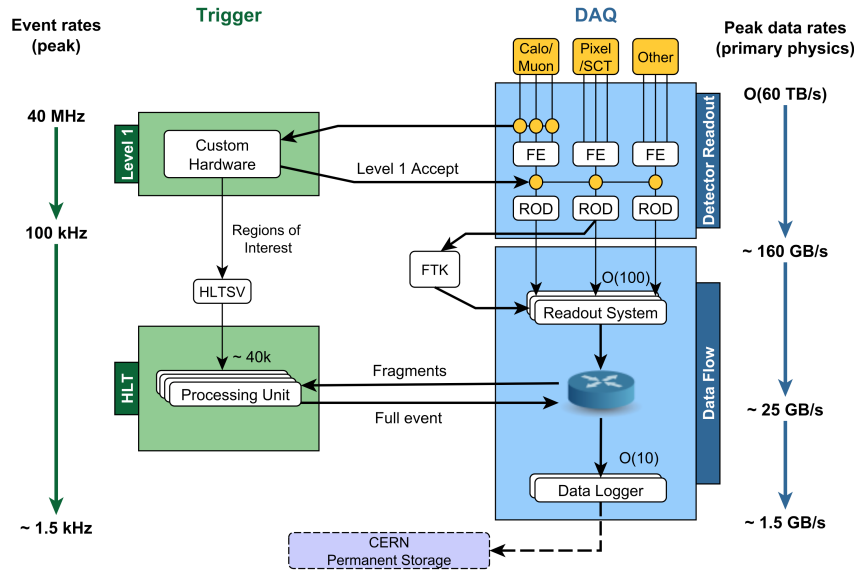 Event rates
(peak)
Trigger
DAQ
Peak data rates
(primary physics)
40 MHz
100 kHz
~ 1.5 kHz
Level 1
Custom
Hardware
Level 1 Accept
Regions of
Interest
HLTSV
HLT
~ 40k
Processing Unit
Fragments
Full event
Calo/
Muon
Pixel
/SCT
Other
FE
FE
FE
ROD
ROD
ROD
Detector Readout
FTK
O(100)
Readout System
Data Flow
O(10)
Data Logger
CERN
Permanent Storage
O(60 TB/s)
~ 160 GB/s
~ 25 GB/s
~ 1.5 GB/s